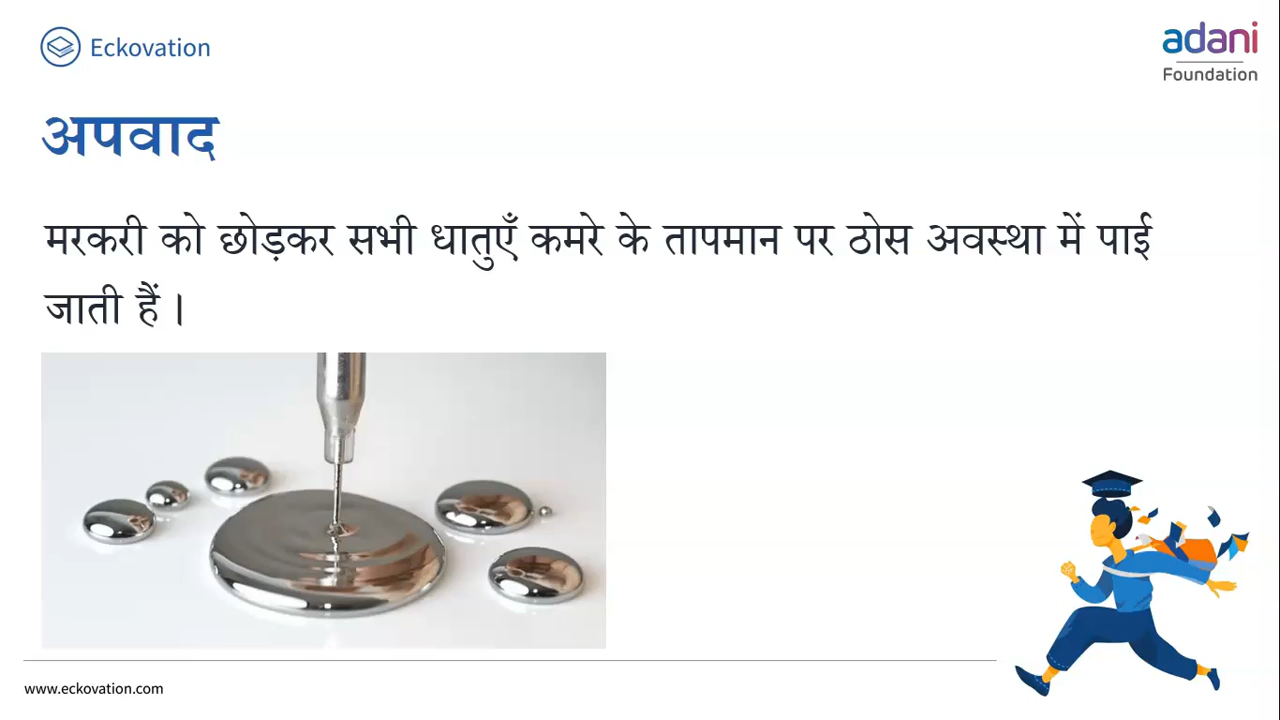 Eckovation
adani
Foundation
अपवाद
मरकरी को छोड़कर सभी धातुएँ कमरे के तापमान पर ठोस अवस्था में पाई
जाती हैं ।
www.eckovation.com